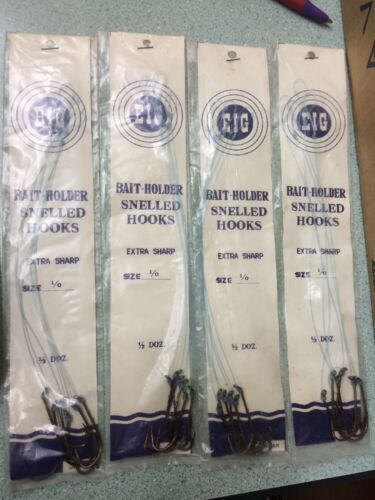 EIG
BAIT-HOLDER
SNELLED
HOOKS
EXTRA SHARP
SIZE 1/0
½ DOZ.
EIG
BAIT-HOLDER
SNELLED
HOOKS
EXTRA SHARP
SIZE 1/0
½ DOZ.
EIG
BAIT-HOLDER
SNELLED
HOOKS
EXTRA SHARP
SIZE 1/0
½ DOZ.
EIG
BAIT-HOLDER
SNELLED
HOOKS
EXTRA SHARP
SIZE 1/0
½ DOZ.